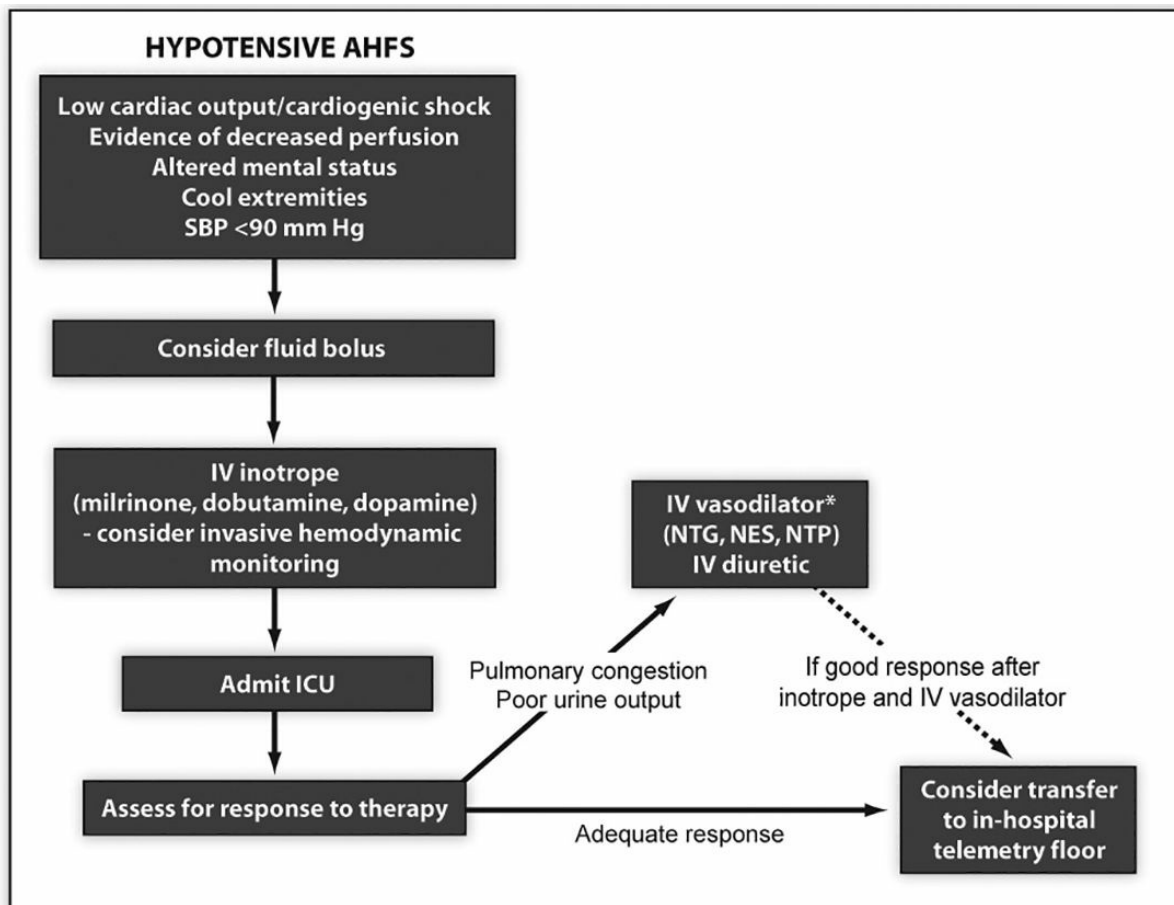 HYPOTENSIVE AHFS
Low cardiac output/cardiogenic shock
Evidence of decreased perfusion
Altered mental status
Cool extremities
SBP <90 mm Hg
Consider fluid bolus
IV inotrope
(milrinone, dobutamine, dopamine)
- consider invasive hemodynamic
monitoring
Admit ICU
Assess for response to therapy
Pulmonary congestion
Poor urine output
IV vasodilator*
(NTG, NES, NTP)
IV diuretic
If good response after
inotrope and IV vasodilator
Adequate response
Consider transfer
to in-hospital
telemetry floor